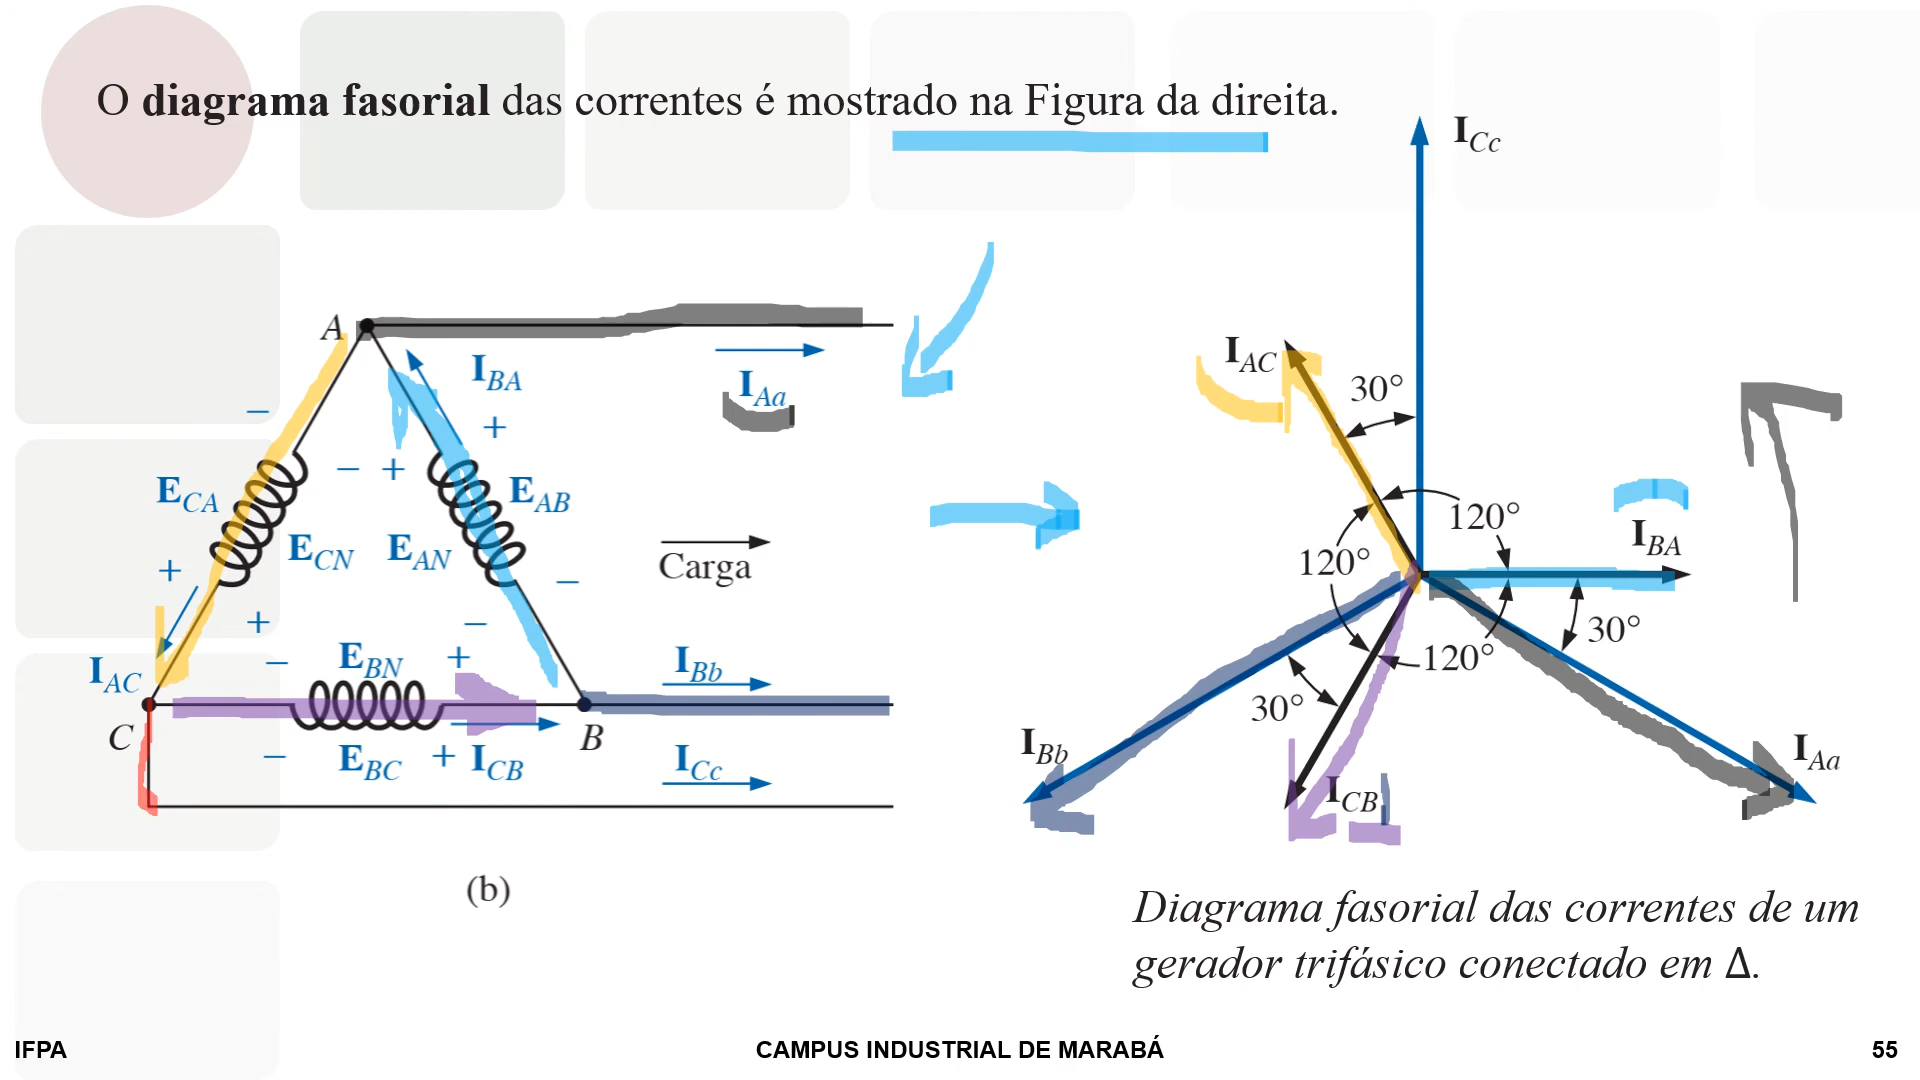 O diagrama fasorial das correntes é mostrado na Figura da direita.
I_Cc
A
I_BA
I_Aa
−
+
− +
E_CA
E_AB
E_CN E_AN
+
−
Carga
+
−
−
E_BN
+
I_AC
I_Bb
C
B
−
E_BC
+
I_CB
I_Cc
(b)
I_AC
30°
120°
I_BA
120°
30°
120°
30°
I_Bb
I_Aa
I_CB
Diagrama fasorial das correntes de um
gerador trifásico conectado em Δ.
IFPA
CAMPUS INDUSTRIAL DE MARABÁ
55